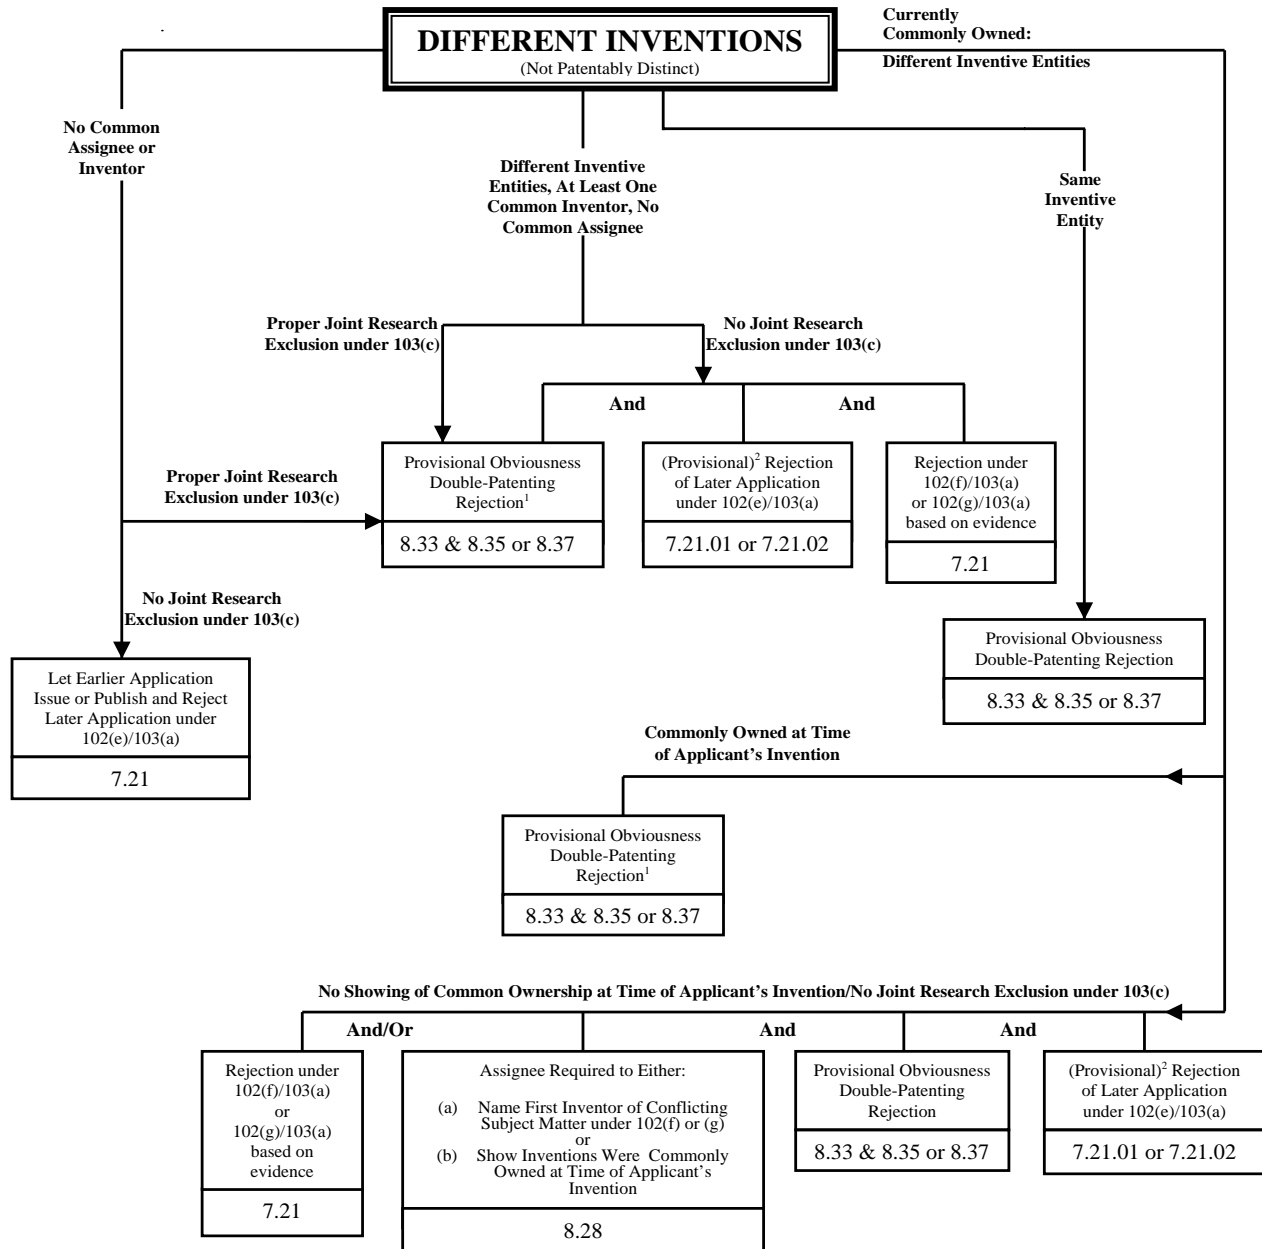 DIFFERENT INVENTIONS
(Not Patentably Distinct)
Currently
Commonly Owned:
Different Inventive Entities
No Common
Assignee or
Inventor
Different Inventive
Entities, At Least One
Common Inventor, No
Common Assignee
Same
Inventive
Entity
Proper Joint Research
Exclusion under 103(c)
No Joint Research
Exclusion under 103(c)
And
And
Proper Joint Research
Exclusion under 103(c)
Provisional Obviousness
Double-Patenting
Rejection1
8.33 & 8.35 or 8.37
(Provisional)2 Rejection
of Later Application
under 102(e)/103(a)
7.21.01 or 7.21.02
Rejection under
102(f)/103(a)
or 102(g)/103(a)
based on evidence
7.21
No Joint Research
Exclusion under 103(c)
Let Earlier Application
Issue or Publish and Reject
Later Application under
102(e)/103(a)
7.21
Provisional Obviousness
Double-Patenting Rejection
8.33 & 8.35 or 8.37
Commonly Owned at Time
of Applicant’s Invention
Provisional Obviousness
Double-Patenting
Rejection1
8.33 & 8.35 or 8.37
No Showing of Common Ownership at Time of Applicant’s Invention/No Joint Research Exclusion under 103(c)
And/Or
And
And
Rejection under
102(f)/103(a)
or
102(g)/103(a)
based on
evidence
7.21
Assignee Required to Either:
(a) Name First Inventor of Conflicting
Subject Matter under 102(f) or (g)
or
(b) Show Inventions Were Commonly
Owned at Time of Applicant’s
Invention
8.28
Provisional Obviousness
Double-Patenting
Rejection
8.33 & 8.35 or 8.37
(Provisional)2 Rejection
of Later Application
under 102(e)/103(a)
7.21.01 or 7.21.02